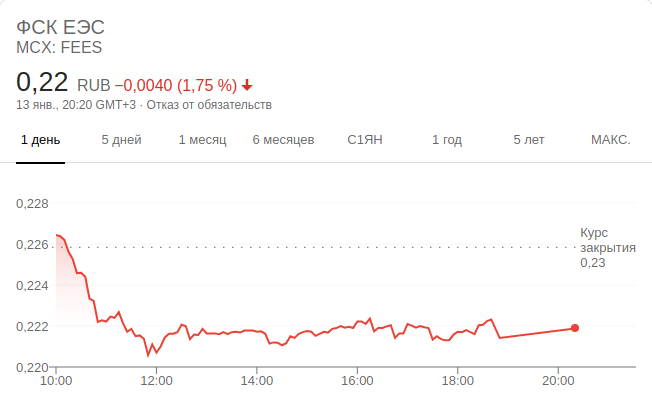 ФСК ЕЭС
MCX: FEES
0,22 RUB −0,0040 (1,75 %)
13 янв., 20:20 GMT+3 · Отказ от обязательств
1 день 5 дней 1 месяц 6 месяцев С1ЯН 1 год 5 лет МАКС.
0,228
0,226
0,224
0,222
0,220
Курс
закрытия
0,23
10:00 12:00 14:00 16:00 18:00 20:00